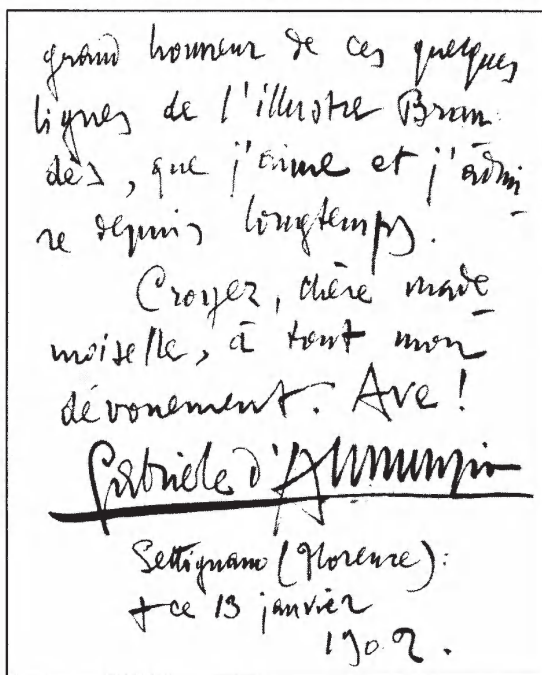 grand honneur de ces quelques
lignes de l'illustre Bran
dès, que j'aime et j'admi
re depuis longtemps.
Croyez, chère made
moiselle, à tout mon
dévouement. Ave!
Gabriele d'Annunzio
Settignano (Florence):
+ ce 13 janvier
1902.